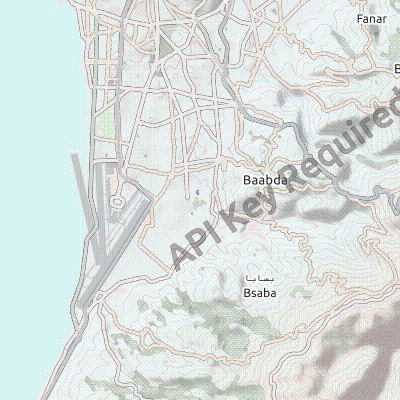 Fanar
B
API Key Required
Baabda
بصابا
Bsaba